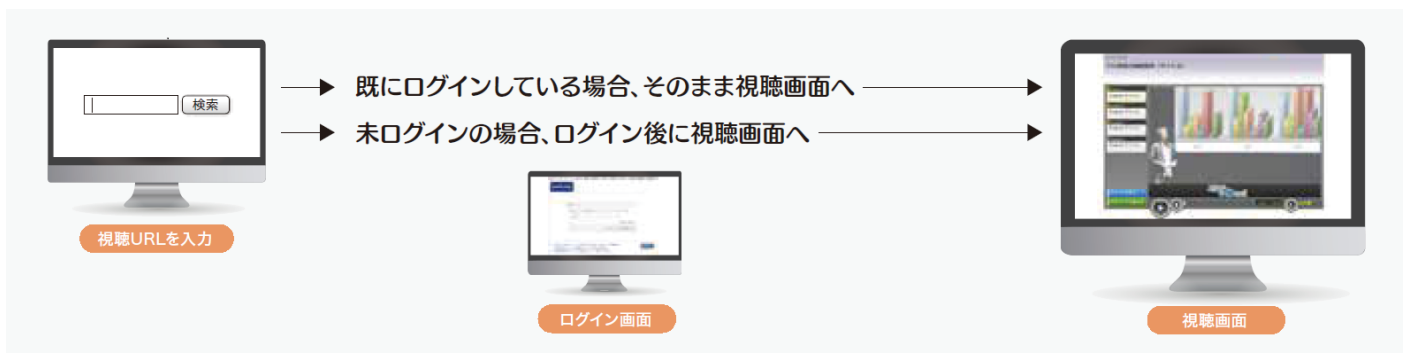 検索
既にログインしている場合、そのまま視聴画面へ
未ログインの場合、ログイン後に視聴画面へ
視聴URLを入力
ログイン画面
視聴画面